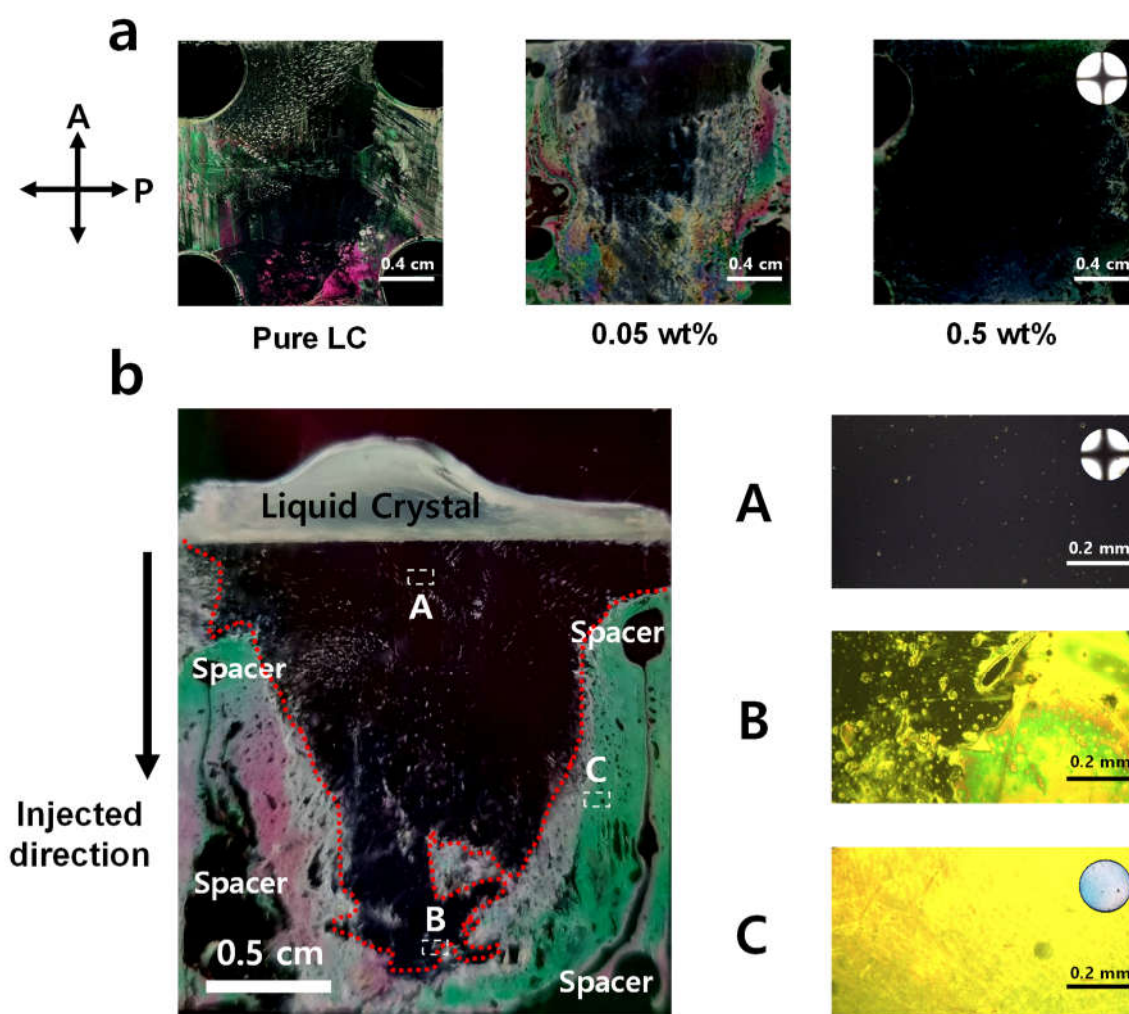 a
A
P
0.4 cm
0.4 cm
0.4 cm
Pure LC
0.05 wt%
0.5 wt%
b
Liquid Crystal
A
Spacer
Spacer
C
Injected
direction
Spacer
B
0.5 cm
Spacer
A
0.2 mm
B
0.2 mm
C
0.2 mm